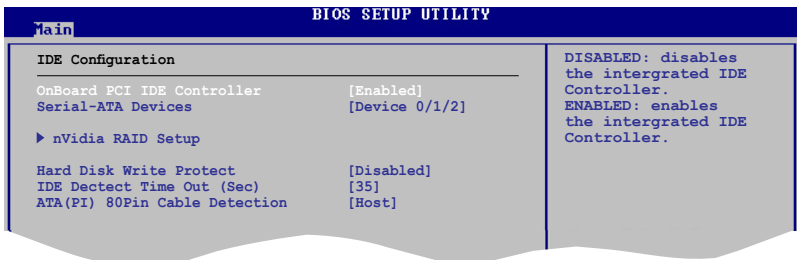 BIOS SETUP UTILITY
Main
IDE Configuration
OnBoard PCI IDE Controller [Enabled]
Serial-ATA Devices [Device 0/1/2]
nVidia RAID Setup
Hard Disk Write Protect [Disabled]
IDE Dectect Time Out (Sec) [35]
ATA(PI) 80Pin Cable Detection [Host]
DISABLED: disables
the intergrated IDE
Controller.
ENABLED: enables
the intergrated IDE
Controller.